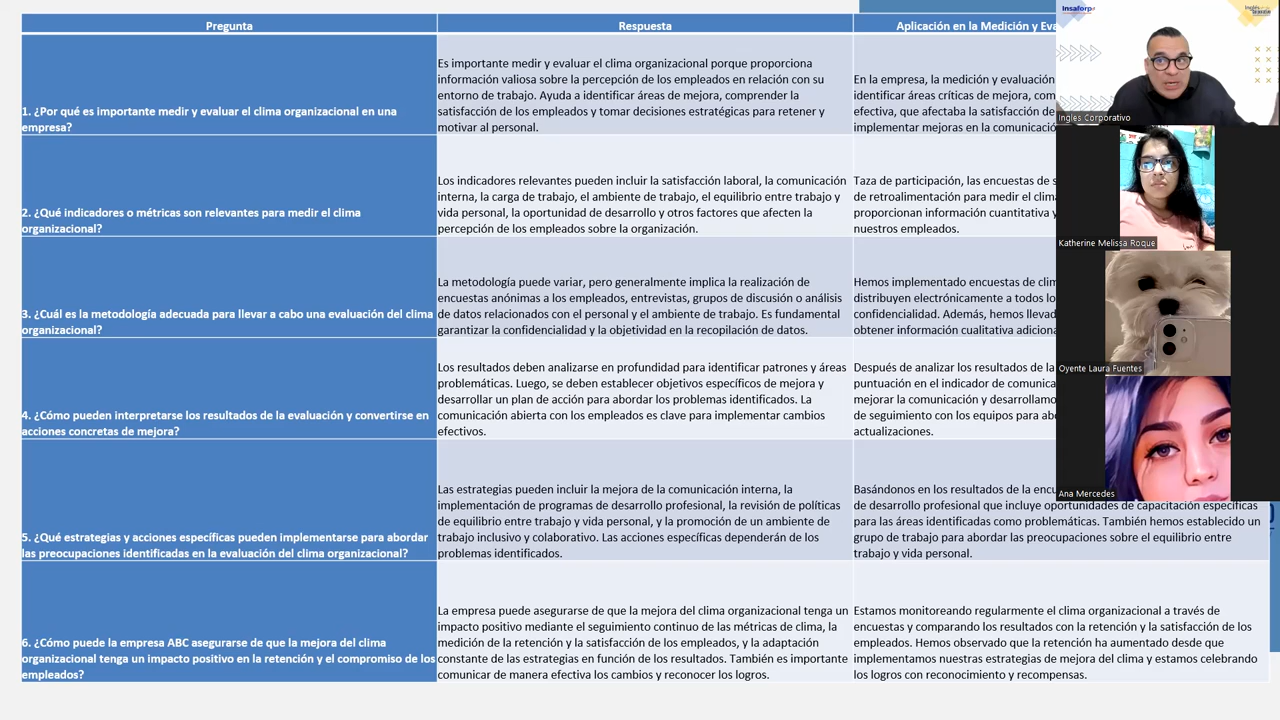 Pregunta
Respuesta
Aplicación en la Medición y Eva
1. ¿Por qué es importante medir y evaluar el clima organizacional en una
empresa?
Es importante medir y evaluar el clima organizacional porque proporciona
información valiosa sobre la percepción de los empleados en relación con su
entorno de trabajo. Ayuda a identificar áreas de mejora, comprender la
satisfacción de los empleados y tomar decisiones estratégicas para retener y
motivar al personal.
En la empresa, la medición y evaluación
identificar áreas críticas de mejora, com
efectiva, que afectaba la satisfacción de
implementar mejoras en la comunicació
2. ¿Qué indicadores o métricas son relevantes para medir el clima
organizacional?
Los indicadores relevantes pueden incluir la satisfacción laboral, la comunicación
interna, la carga de trabajo, el ambiente de trabajo, el equilibrio entre trabajo y
vida personal, la oportunidad de desarrollo y otros factores que afecten la
percepción de los empleados sobre la organización.
Taza de participación, las encuestas de s
de retroalimentación para medir el clim
proporcionan información cuantitativa y
nuestros empleados.
3. ¿Cuál es la metodología adecuada para llevar a cabo una evaluación del clima
organizacional?
La metodología puede variar, pero generalmente implica la realización de
encuestas anónimas a los empleados, entrevistas, grupos de discusión o análisis
de datos relacionados con el personal y el ambiente de trabajo. Es fundamental
garantizar la confidencialidad y la objetividad en la recopilación de datos.
Hemos implementado encuestas de clim
distribuyen electrónicamente a todos lo
confidencialidad. Además, hemos llevad
obtener información cualitativa adiciona
4. ¿Cómo pueden interpretarse los resultados de la evaluación y convertirse en
acciones concretas de mejora?
Los resultados deben analizarse en profundidad para identificar patrones y áreas
problemáticas. Luego, se deben establecer objetivos específicos de mejora y
desarrollar un plan de acción para abordar los problemas identificados. La
comunicación abierta con los empleados es clave para implementar cambios
efectivos.
Después de analizar los resultados de la
puntuación en el indicador de comunica
mejorar la comunicación y desarrollamo
de seguimiento con los equipos para abo
actualizaciones.
5. ¿Qué estrategias y acciones específicas pueden implementarse para abordar
las preocupaciones identificadas en la evaluación del clima organizacional?
Las estrategias pueden incluir la mejora de la comunicación interna, la
implementación de programas de desarrollo profesional, la revisión de políticas
de equilibrio entre trabajo y vida personal, y la promoción de un ambiente de
trabajo inclusivo y colaborativo. Las acciones específicas dependerán de los
problemas identificados.
Basándonos en los resultados de la encu
de desarrollo profesional que incluye oportunidades de capacitación específicas
para las áreas identificadas como problemáticas. También hemos establecido un
grupo de trabajo para abordar las preocupaciones sobre el equilibrio entre
trabajo y vida personal.
6. ¿Cómo puede la empresa ABC asegurarse de que la mejora del clima
organizacional tenga un impacto positivo en la retención y el compromiso de los
empleados?
La empresa puede asegurarse de que la mejora del clima organizacional tenga un
impacto positivo mediante el seguimiento continuo de las métricas de clima, la
medición de la retención y la satisfacción de los empleados, y la adaptación
constante de las estrategias en función de los resultados. También es importante
comunicar de manera efectiva los cambios y reconocer los logros.
Estamos monitoreando regularmente el clima organizacional a través de
encuestas y comparando los resultados con la retención y la satisfacción de los
empleados. Hemos observado que la retención ha aumentado desde que
implementamos nuestras estrategias de mejora del clima y estamos celebrando
los logros con reconocimiento y recompensas.
Insaforp
Ingles Corporativo
Katherine Melissa Roque
Oyente Laura Fuentes
Ana Mercedes